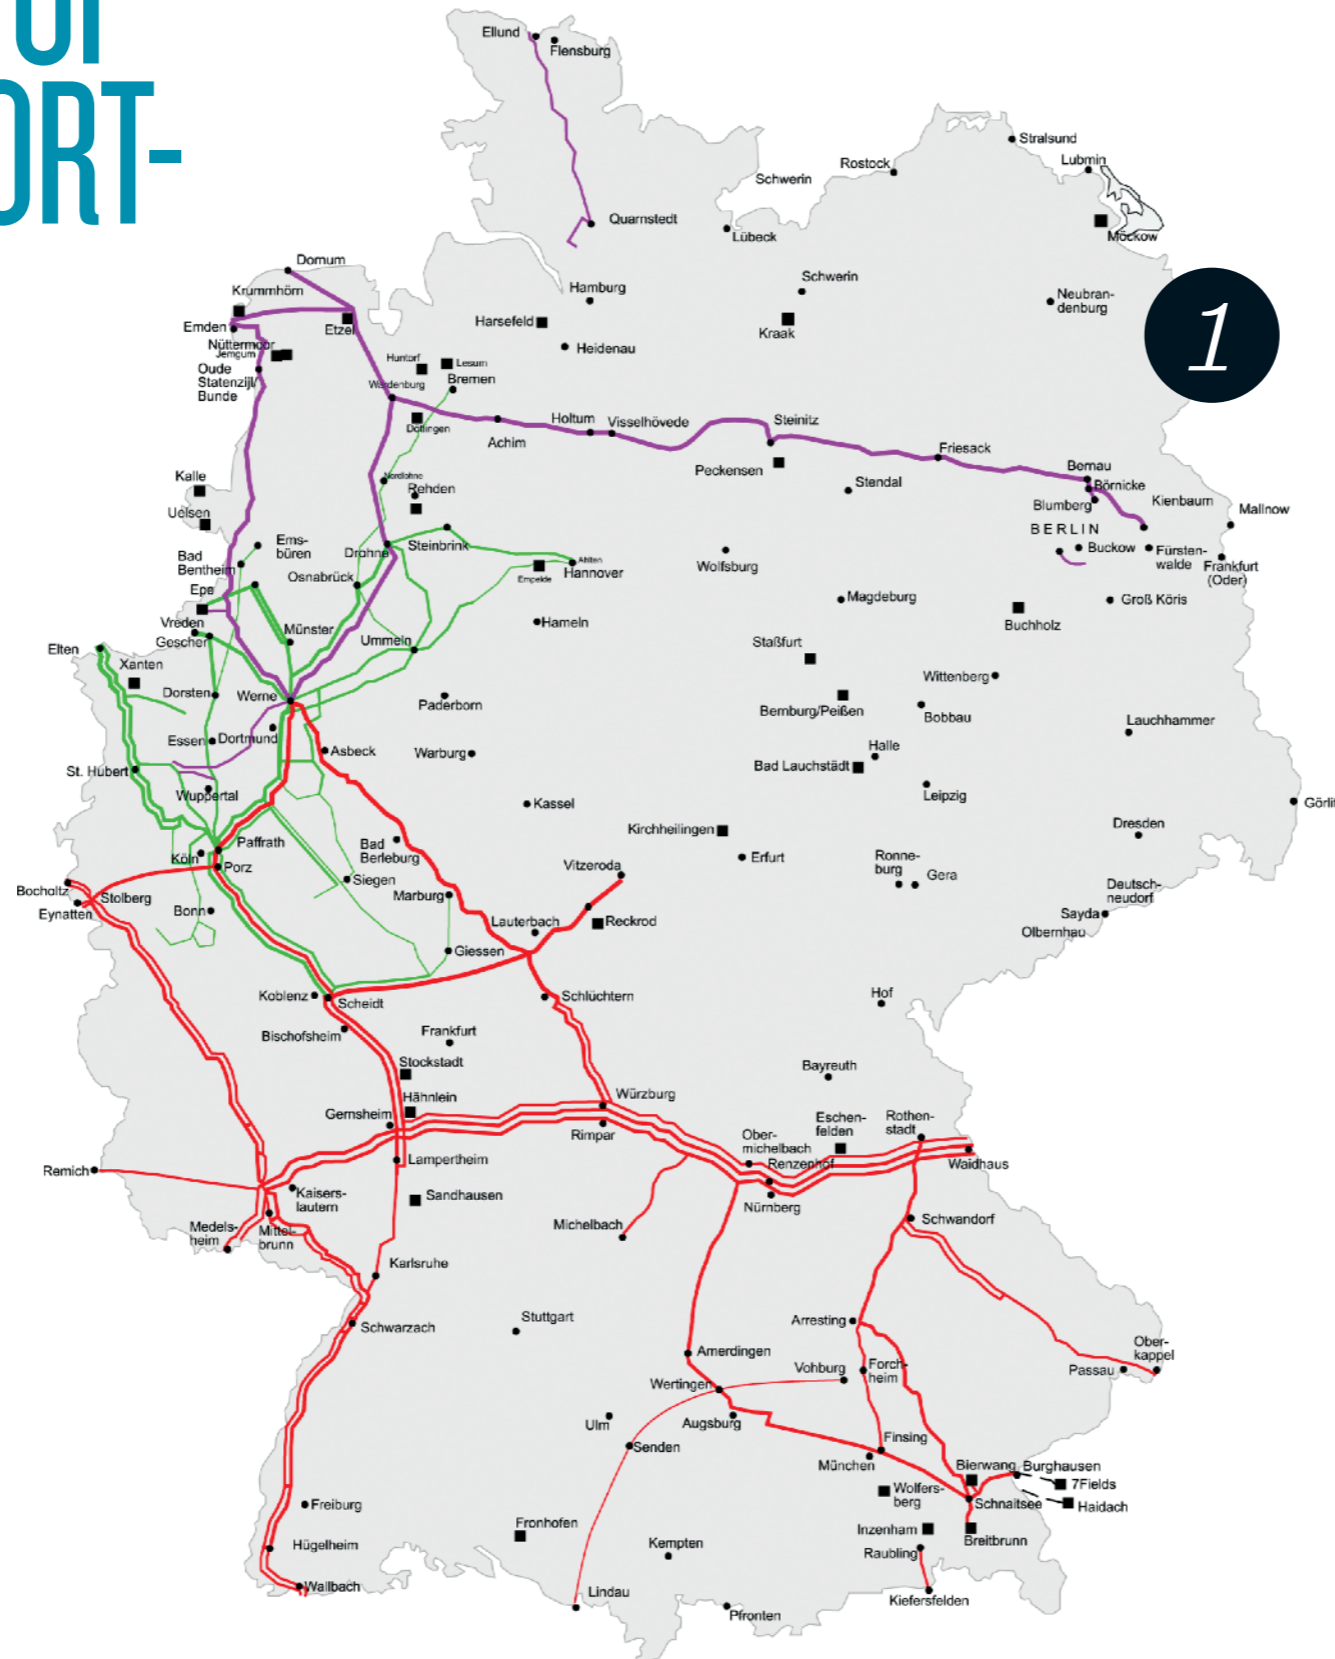 ORT-
1
Ellund
Flensburg
Stralsund
Lubmin
Rostock
Schwerin
Quarnstedt
Lübeck
Möckow
Dornum
Krummhörn
Hamburg
Schwerin
Neubran-
denburg
Emden
Etzel
Harsefeld
Kraak
Nüttermoor
Jemgum
Heidenau
Oude
Statenzijl/
Bunde
Huntorf
Lesum
Bremen
Wardenburg
Dötlingen
Achim
Holtum
Visselhövede
Steinitz
Friesack
Peckensen
Stendal
Bernau
Börnicke
Blumberg
Kienbaum
Mallnow
Kalle
Nordlohne
Rehden
Uelsen
BERLIN
Buckow
Fürsten-
walde
Frankfurt
(Oder)
Ems-
büren
Drohne
Steinbrink
Bad
Bentheim
Osnabrück
Ahlten
Hannover
Empelde
Wolfsburg
Epe
Magdeburg
Groß Köris
Buchholz
Vreden
Gescher
Münster
Ummeln
Hameln
Elten
Xanten
Staßfurt
Dorsten
Werne
Paderborn
Wittenberg
Bernburg/Peißen
Bobbau
Lauchhammer
Essen
Dortmund
Asbeck
Warburg
Halle
Bad Lauchstädt
St. Hubert
Wuppertal
Kassel
Leipzig
Görlit
Dresden
Paffrath
Bad
Berleburg
Kirchheilingen
Erfurt
Köln
Porz
Siegen
Vitzeroda
Ronne-
burg
Gera
Bocholtz
Stolberg
Eynatten
Bonn
Marburg
Lauterbach
Reckrod
Deutsch-
neudorf
Sayda
Olbernhau
Giessen
Koblenz
Scheidt
Schlüchtern
Hof
Bischofsheim
Frankfurt
Stockstadt
Bayreuth
Hähnlein
Gernsheim
Würzburg
Rimpar
Eschen-
felden
Rothen-
stadt
Ober-
michelbach
Renzenhof
Waidhaus
Remich
Lampertheim
Kaisers-
lautern
Sandhausen
Nürnberg
Medels-
heim
Mittel-
brunn
Michelbach
Schwandorf
Karlsruhe
Schwarzach
Stuttgart
Arresting
Amerdingen
Ober-
kappel
Passau
Vohburg
Forch-
heim
Wertingen
Ulm
Augsburg
Senden
Finsing
München
Bierwang
Burghausen
7Fields
Wolfers-
berg
Schnaitsee
Haidach
Freiburg
Fronhofen
Inzenham
Breitbrunn
Hügelheim
Kempten
Raubling
Wallbach
Lindau
Pfronten
Kiefersfelden